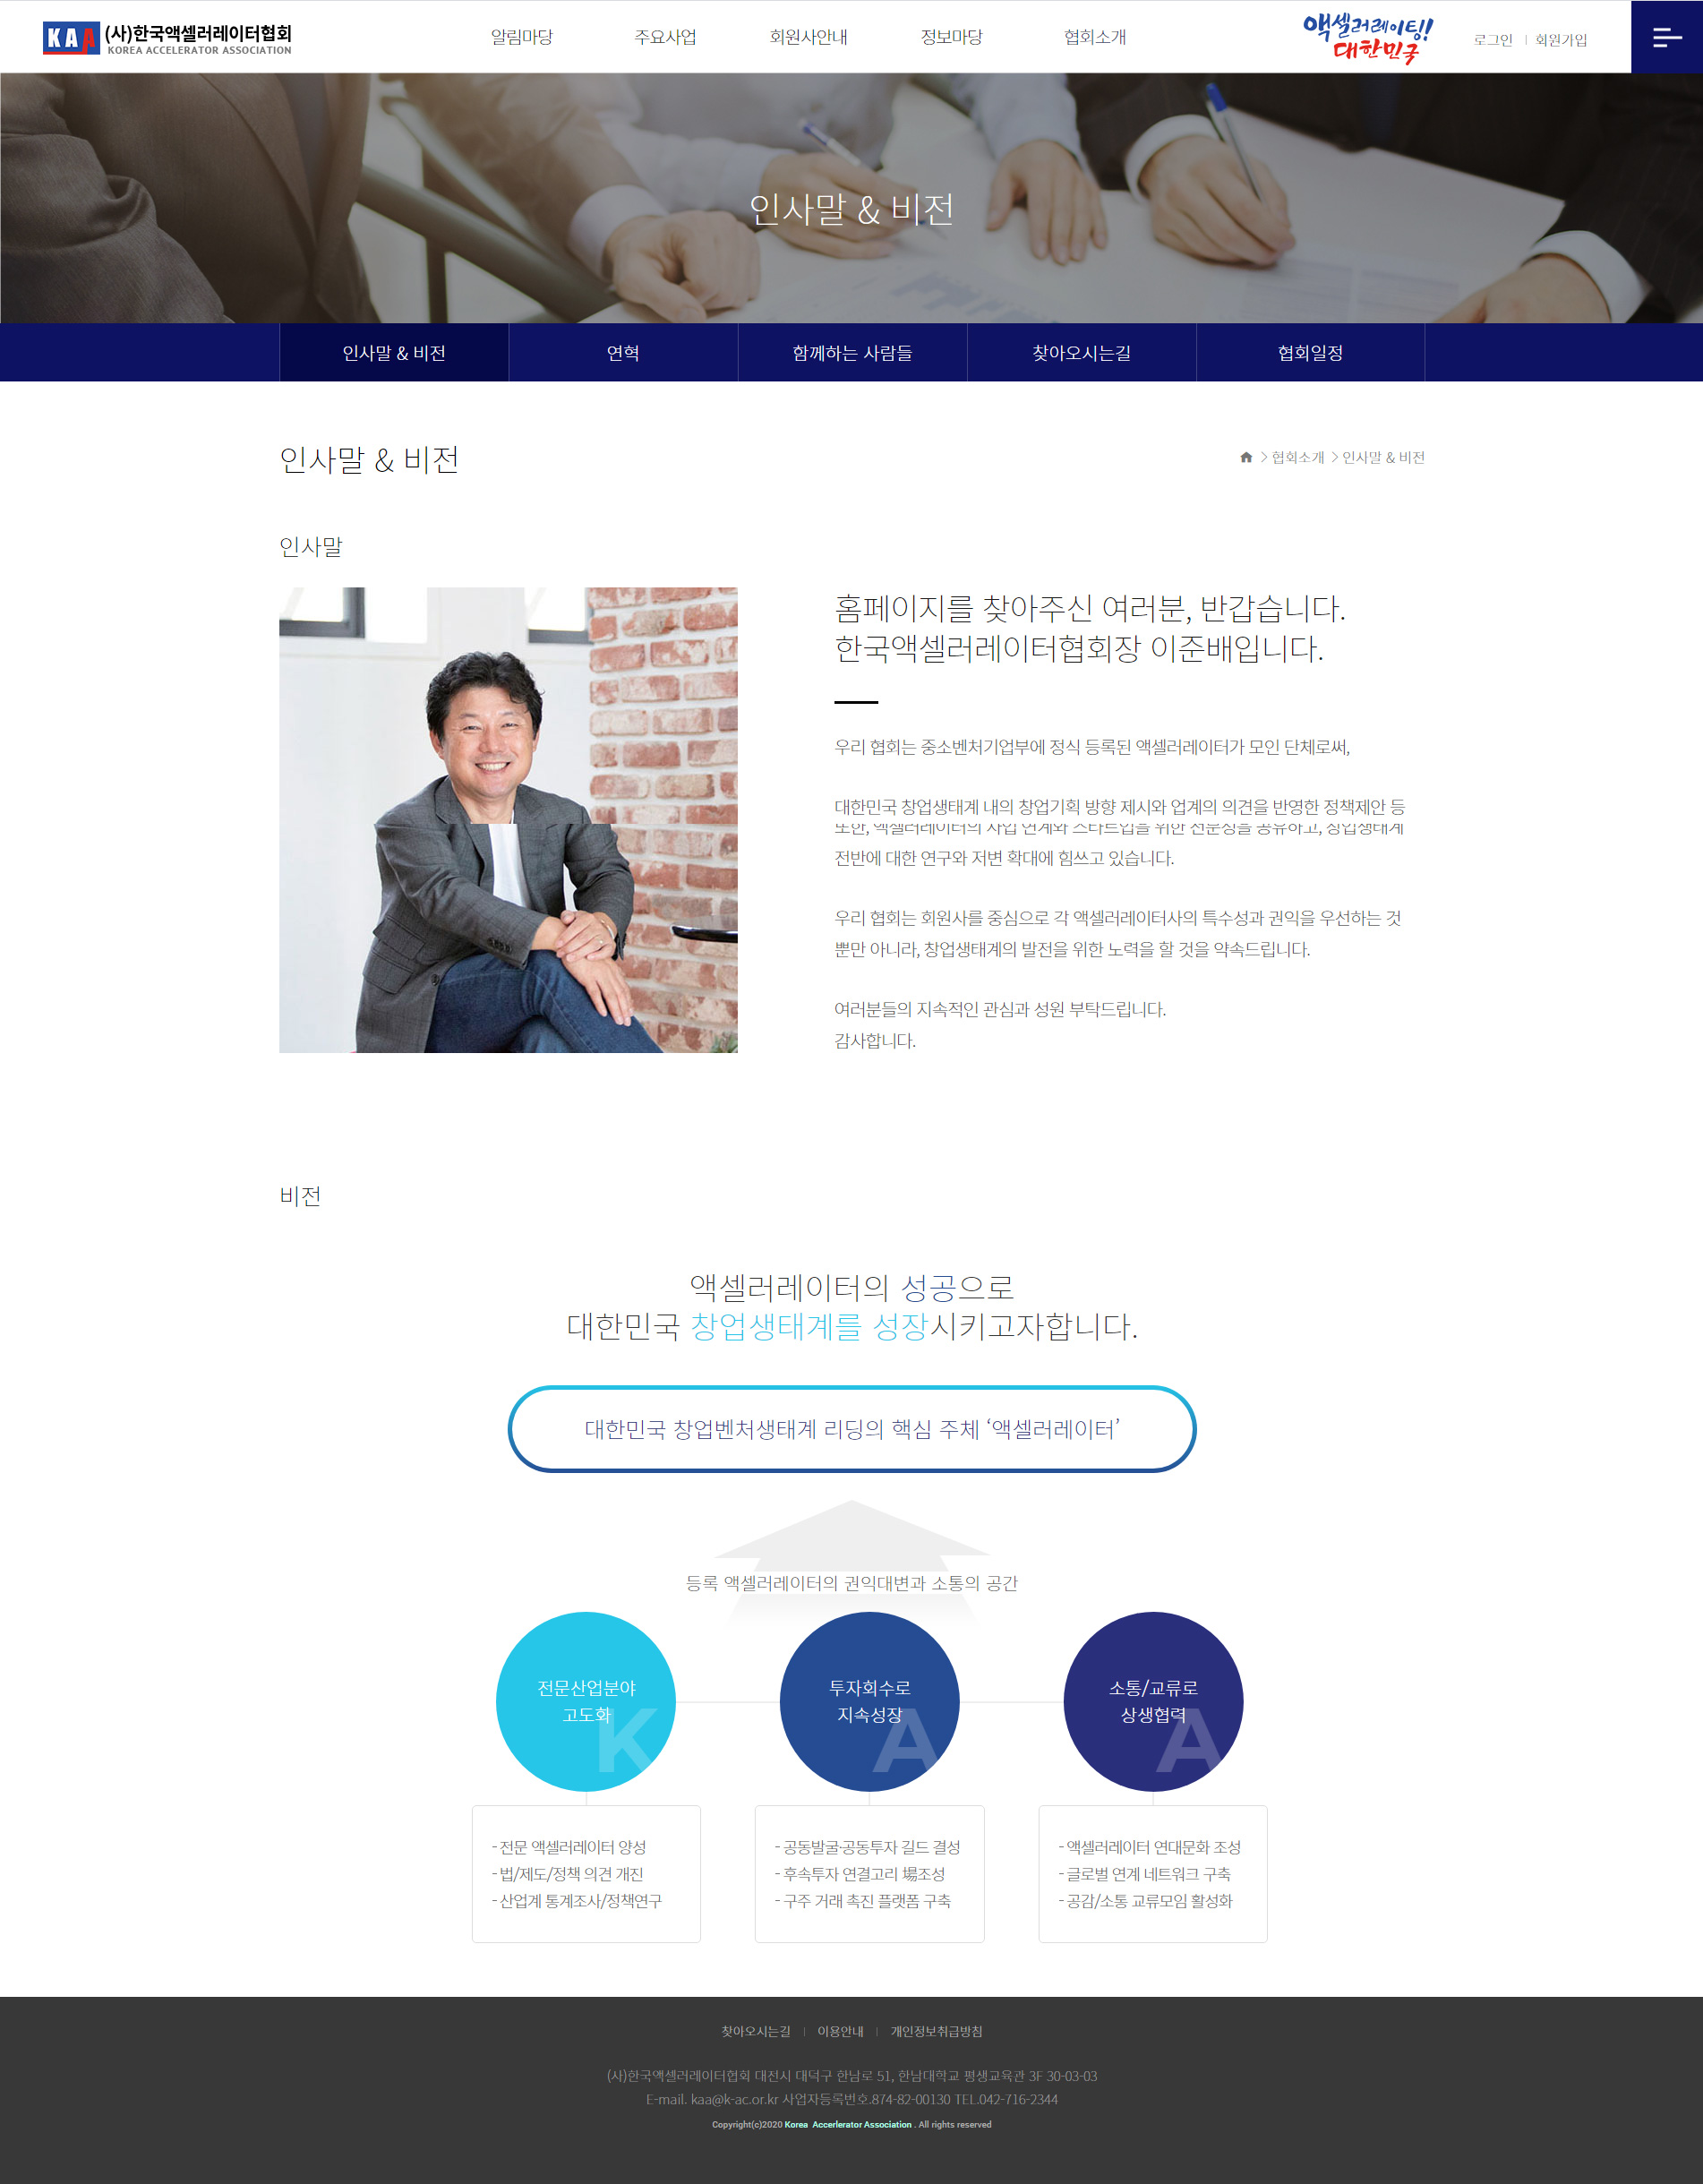 KAA (사)한국액셀러레이터협회
KOREA ACCELERATOR ASSOCIATION
알림마당
주요사업
회원사안내
정보마당
협회소개
액셀러레이팅!
대한민국
로그인 | 회원가입
인사말 & 비전
인사말 & 비전
연혁
함께하는 사람들
찾아오시는길
협회일정
인사말 & 비전
> 협회소개 > 인사말 & 비전
인사말
홈페이지를 찾아주신 여러분, 반갑습니다.
한국액셀러레이터협회장 이준배입니다.
우리 협회는 중소벤처기업부에 정식 등록된 액셀러레이터가 모인 단체로써,
대한민국 창업생태계 내의 창업기획 방향 제시와 업계의 의견을 반영한 정책제안 등
또한, 액셀러레이터의 사업 연계와 스타트업을 위한 전문성을 공유하고, 창업생태계
전반에 대한 연구와 저변 확대에 힘쓰고 있습니다.
우리 협회는 회원사를 중심으로 각 액셀러레이터사의 특수성과 권익을 우선하는 것
뿐만 아니라, 창업생태계의 발전을 위한 노력을 할 것을 약속드립니다.
여러분들의 지속적인 관심과 성원 부탁드립니다.
감사합니다.
비전
액셀러레이터의 성공으로
대한민국 창업생태계를 성장시키고자합니다.
대한민국 창업벤처생태계 리딩의 핵심 주체 ‘액셀러레이터’
등록 액셀러레이터의 권익대변과 소통의 공간
전문산업분야
고도화
K
투자회수로
지속성장
A
소통/교류로
상생협력
A
- 전문 액셀러레이터 양성
- 법/제도/정책 의견 개진
- 산업계 통계조사/정책연구
- 공동발굴·공동투자 길드 결성
- 후속투자 연결고리 場조성
- 구주 거래 촉진 플랫폼 구축
- 액셀러레이터 연대문화 조성
- 글로벌 연계 네트워크 구축
- 공감/소통 교류모임 활성화
찾아오시는길 | 이용안내 | 개인정보취급방침
(사)한국액셀러레이터협회 대전시 대덕구 한남로 51, 한남대학교 평생교육관 3F 30-03-03
E-mail. kaa@k-ac.or.kr 사업자등록번호.874-82-00130 TEL.042-716-2344
Copyright(c)2020 Korea Accerlerator Association . All rights reserved